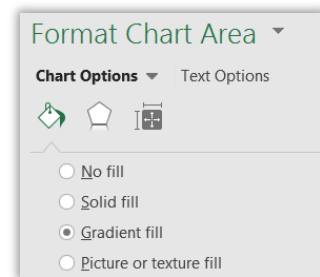 Format Chart Area
Chart Options Text Options
No fill
Solid fill
Gradient fill
Picture or texture fill